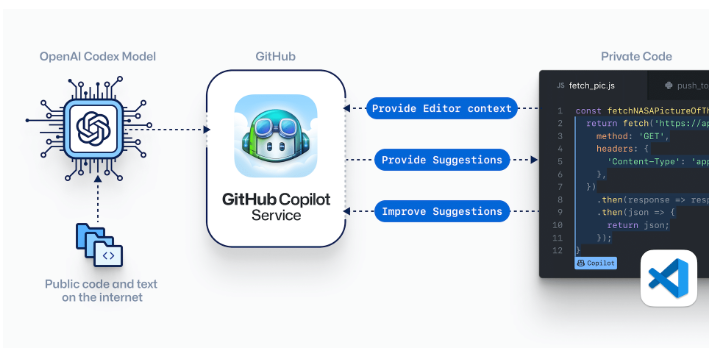 OpenAI Codex Model
GitHub
Private Code
Provide Editor context
Provide Suggestions
Improve Suggestions
GitHub Copilot
Service
Public code and text
on the internet
JS fetch_pic.js
1 const fetchNASAPictureOfTh
2 return fetch('https://ap
3 method: 'GET',
4 headers: {
5 'Content-Type': 'app
6 },
7 })
8 .then(response => resp
9 .then(json => {
10 return json;
11 });
12 }
Copilot
push_to